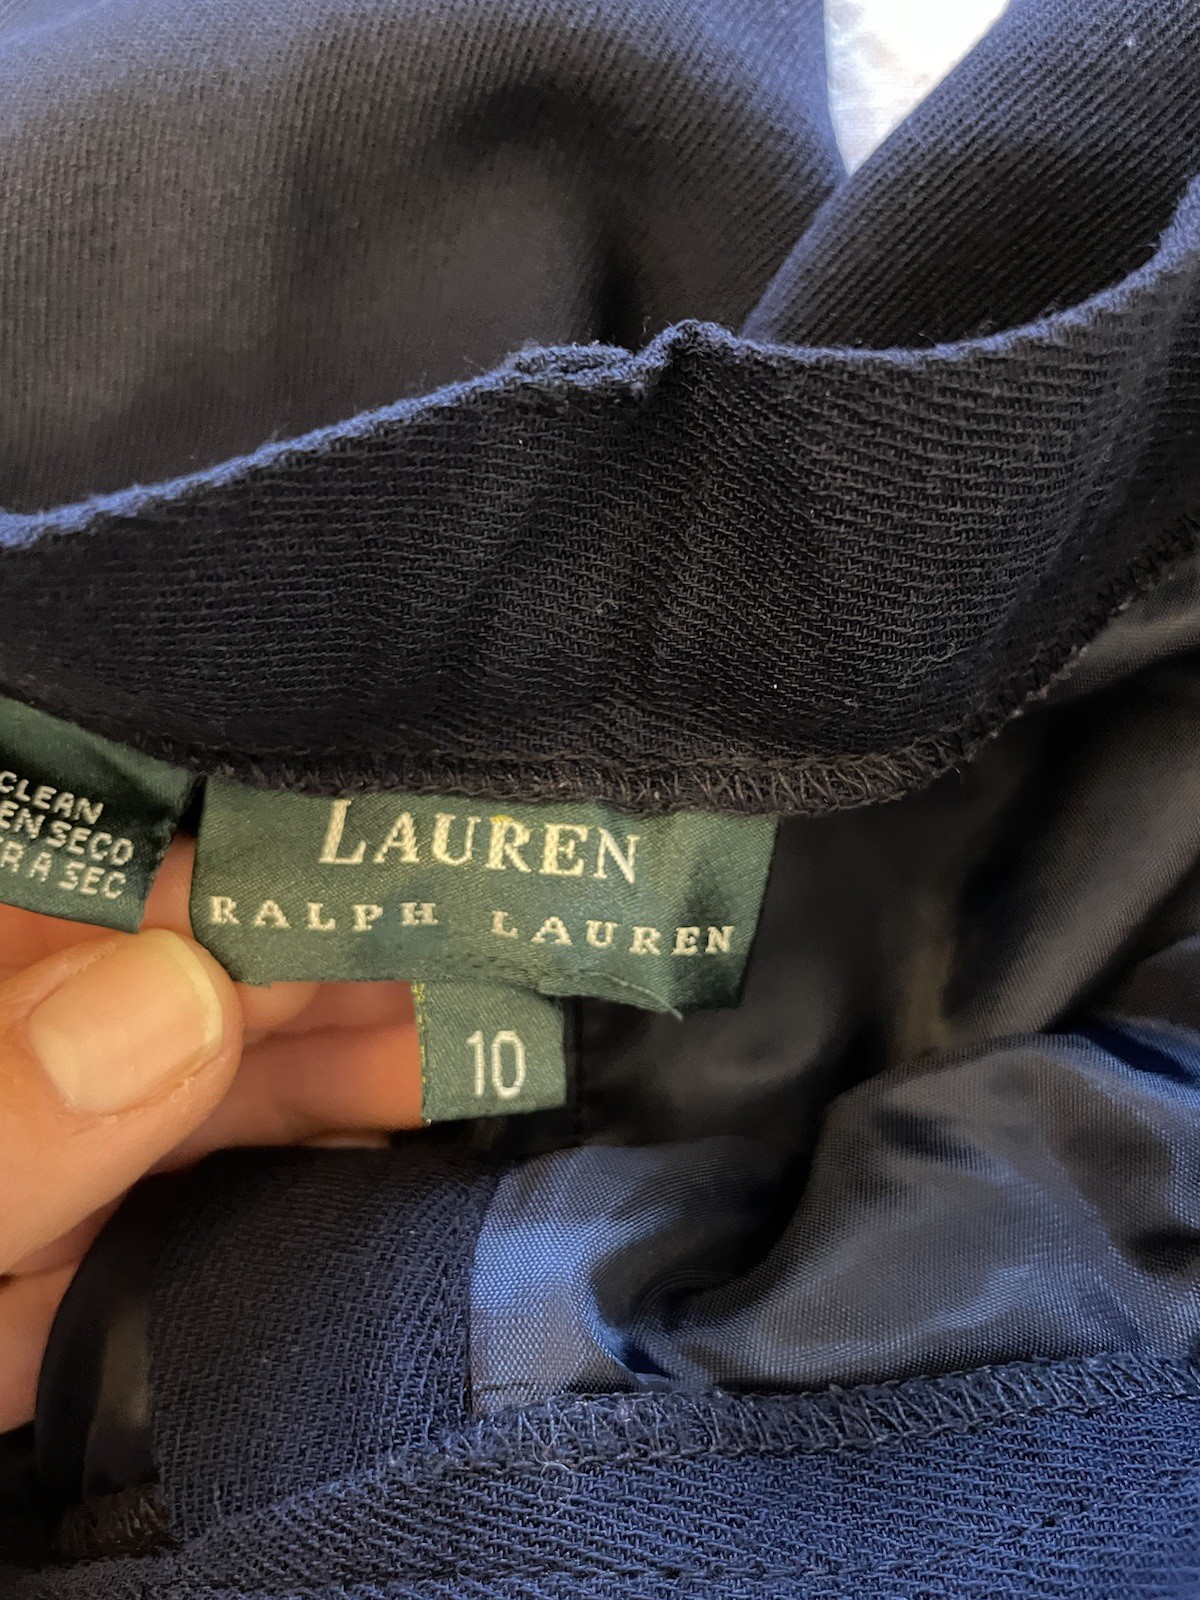 CLEAN
EN SECO
A SEC
LAUREN
RALPH LAUREN
10